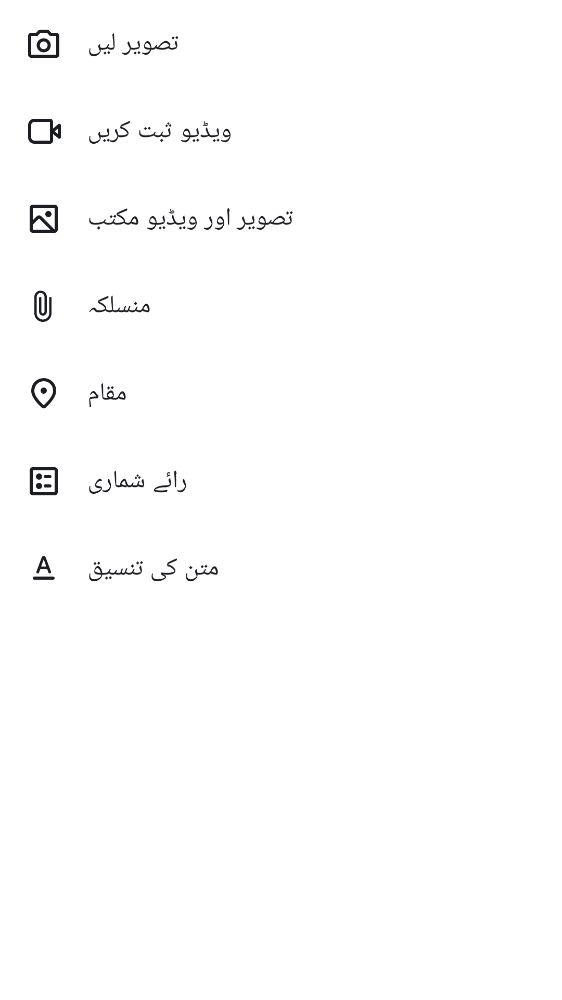 تصویر لیں
ویڈیو ثبت کریں
تصویر اور ویڈیو مکتب
منسلکہ
مقام
رائے شماری
متن کی تنسیق